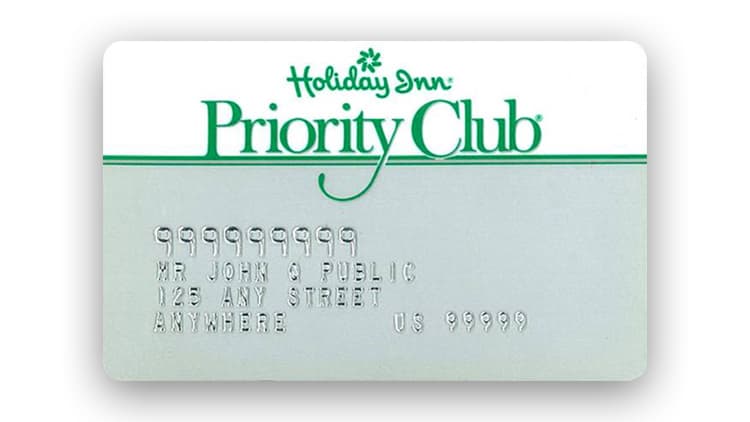 Holiday Inn®
Priority Club®
999999999
MR JOHN Q PUBLIC
125 ANY STREET
ANYWHERE US 99999